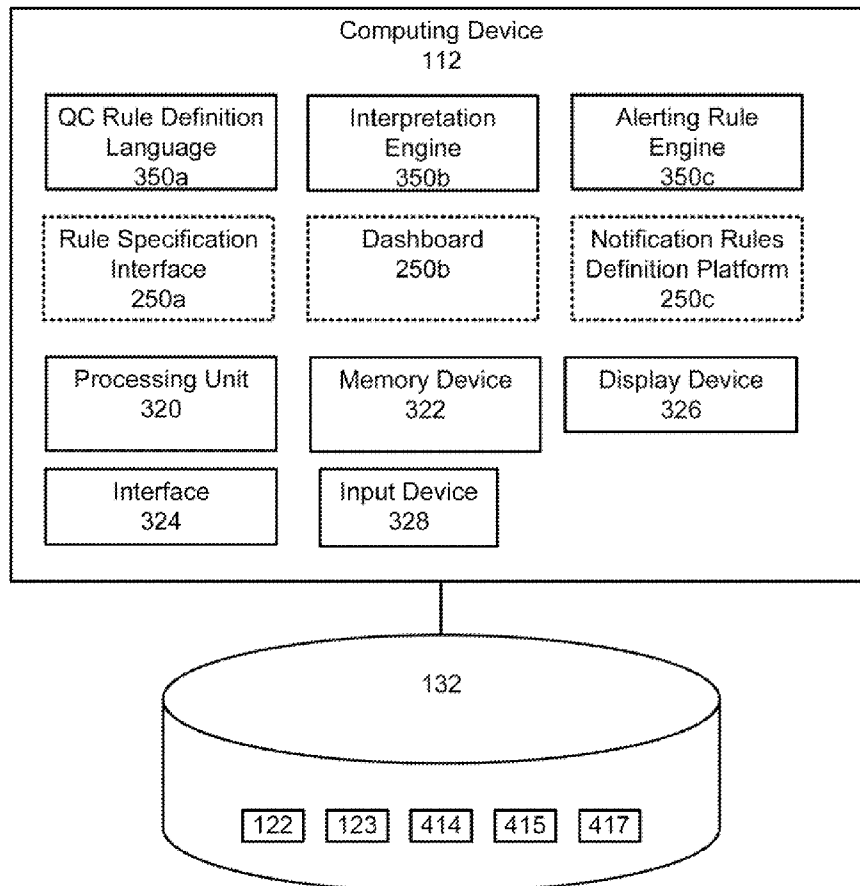 Computing Device
112
QC Rule Definition
Language
350a
Interpretation
Engine
350b
Alerting Rule
Engine
350c
Rule Specification
Interface
250a
Dashboard
250b
Notification Rules
Definition Platform
250c
Processing Unit
320
Memory Device
322
Display Device
326
Interface
324
Input Device
328
132
122 123 414 415 417